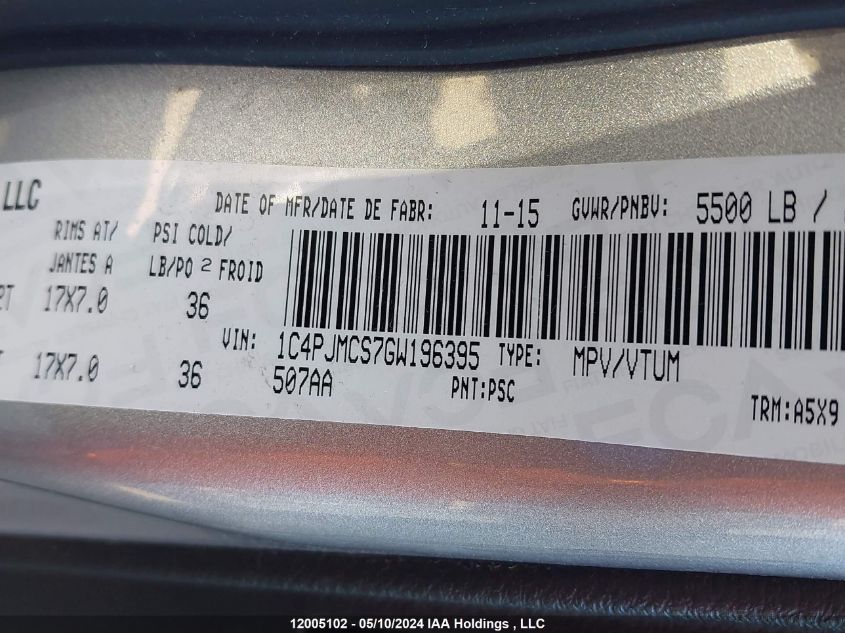 LLC
DATE OF MFR/DATE DE FABR: 11-15 GVWR/PNBV: 5500 LB /
RIMS AT/ PSI COLD/
JANTES A LB/PO 2 FROID
17X7.0 36
VIN: 1C4PJMCS7GW196395 TYPE: MPV/VTUM
17X7.0 36 507AA PNT:PSC TRM:A5X9
12005102 - 05/10/2024 IAA Holdings , LLC